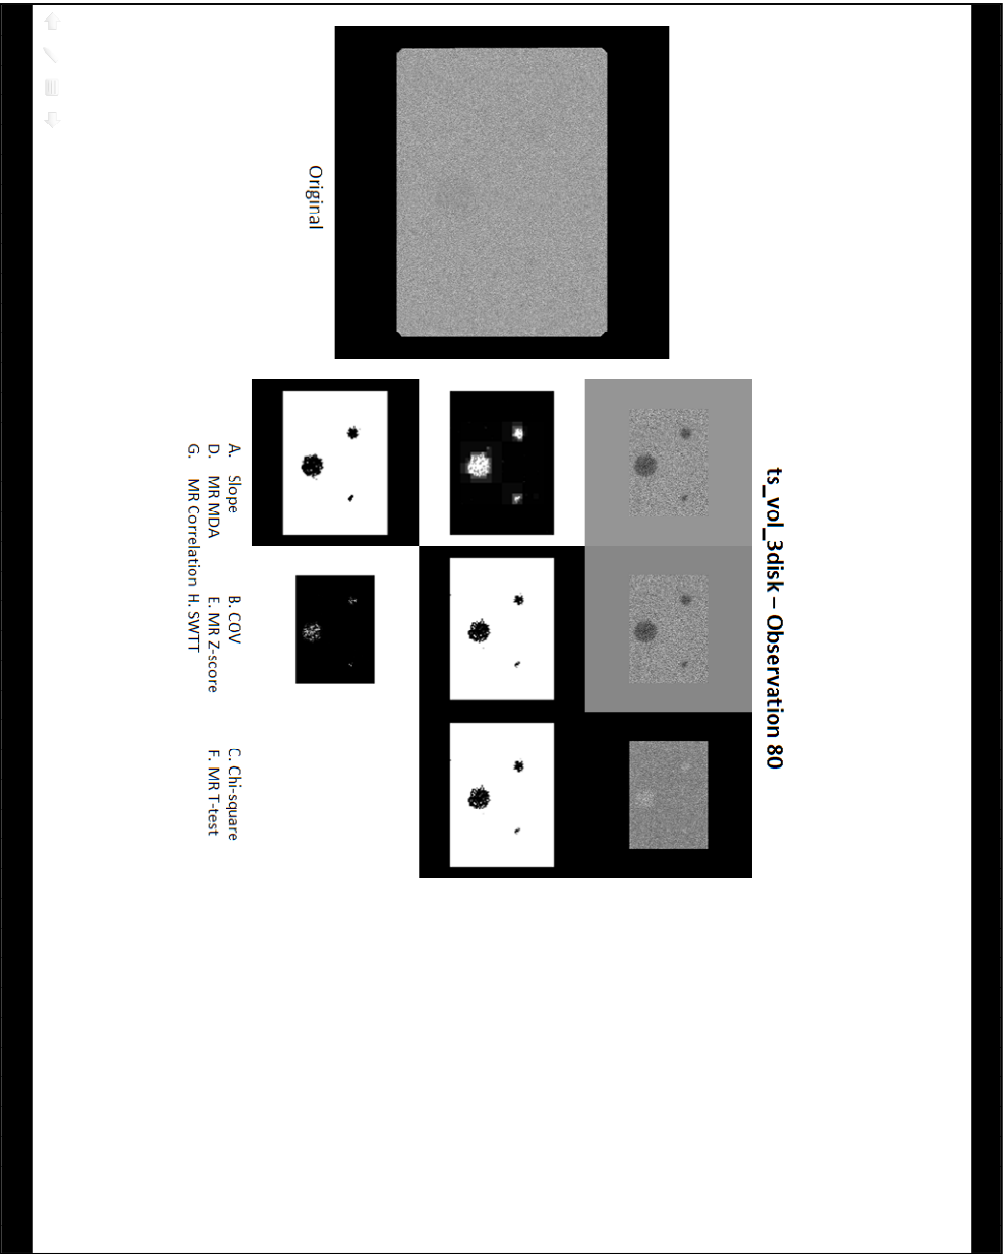 ts_vol_3disk – Observation 80
Original
A. Slope B. COV C. Chi-square
D. MR MDA E. MR Z-score F. MR T-test
G. MR Correlation H. SWTT